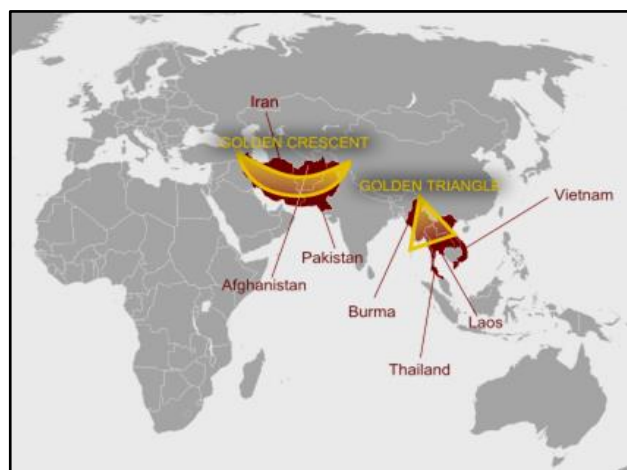 Iran
GOLDEN CRESCENT
GOLDEN TRIANGLE
Vietnam
Pakistan
Afghanistan
Burma
Laos
Thailand